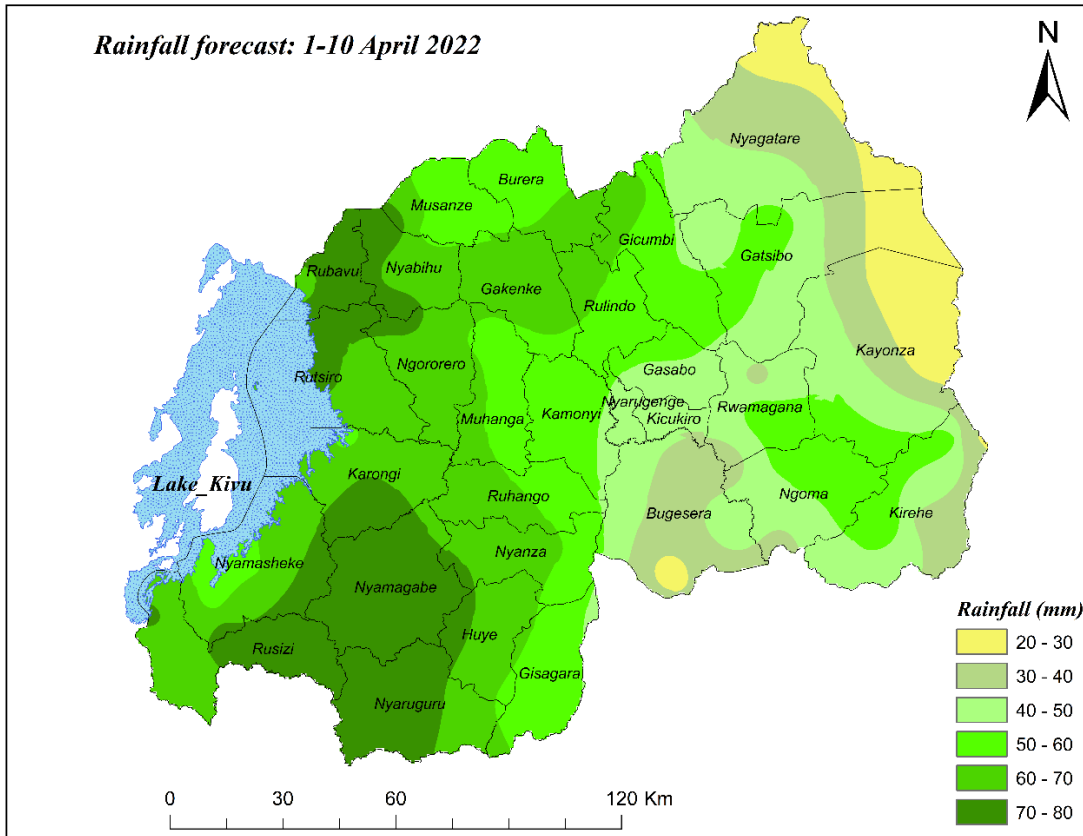 Rainfall forecast: 1-10 April 2022
N
Nyagatare
Burera
Musanze
Gicumbi
Gatsibo
Rubavu
Nyabihu
Gakenke
Rulindo
Kayonza
Ngororero
Gasabo
Rutsiro
Nyarugenge
Rwamagana
Muhanga
Kamonyi
Kicukiro
Karongi
Lake_Kivu
Ruhango
Ngoma
Bugesera
Kirehe
Nyanza
Nyamasheke
Nyamagabe
Huye
Rusizi
Gisagara
Nyaruguru
Rainfall (mm)
20 - 30
30 - 40
40 - 50
50 - 60
60 - 70
70 - 80
0 30 60 120 Km